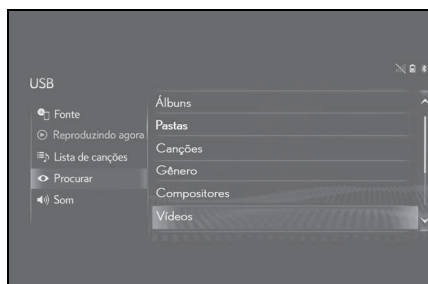 USB
Fonte
Reproduzindo agora
Lista de canções
Procurar
Som
Álbuns
Pastas
Canções
Gênero
Compositores
Vídeos